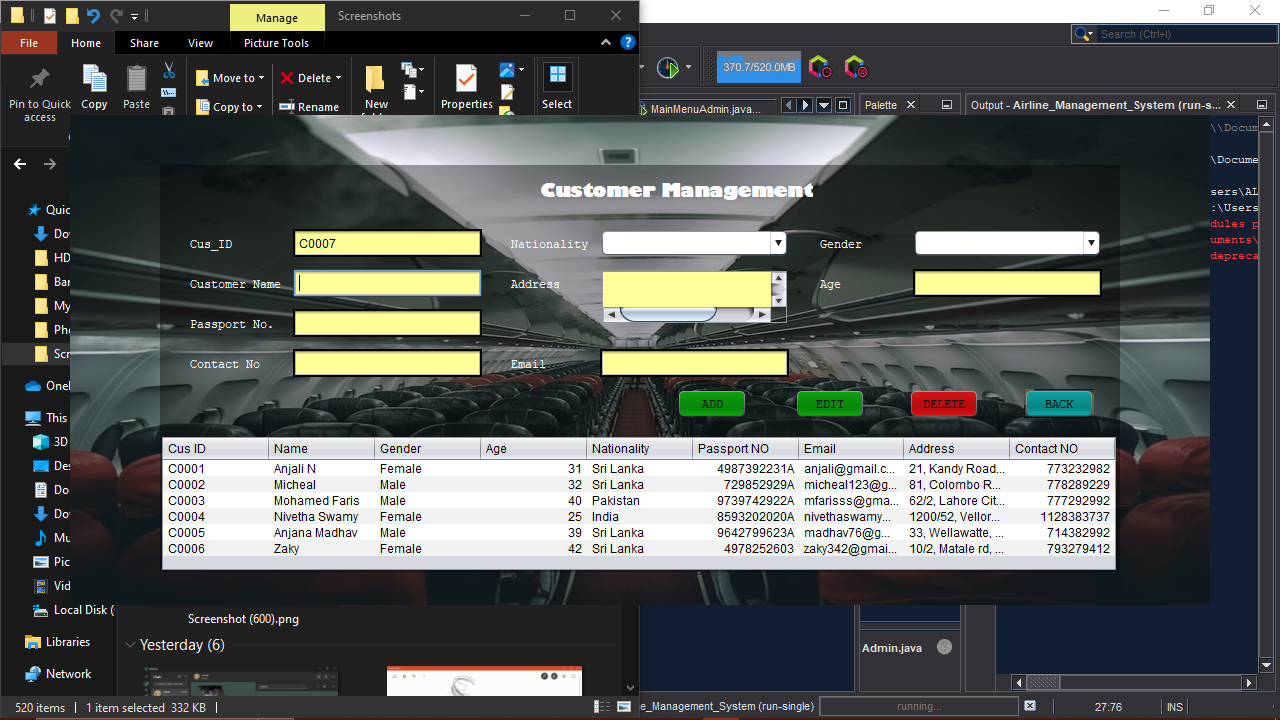 Manage
Screenshots
File
Home
Share
View
Picture Tools
Search (Ctrl+I)
Pin to Quick access
Copy
Paste
Move to
Copy to
Delete
Rename
New
Properties
Select
370.7/520.0MB
MainMenuAdmin.java...
Palette
Output - Airline_Management_System (run-s...
\\Docum
\Docume
sers\AL
:\Users
dules p
uments\
depreca
Customer Management
Cus_ID
C0007
Nationality
Gender
Customer Name
Address
Age
Passport No.
Contact No
Email
ADD
EDIT
DELETE
BACK
Cus ID Name Gender Age Nationality Passport NO Email Address Contact NO
C0001 Anjali N Female 31 Sri Lanka 4987392231A anjali@gmail.c... 21, Kandy Road... 773232982
C0002 Micheal Male 32 Sri Lanka 729852929A micheal123@g... 81, Colombo R... 778289229
C0003 Mohamed Faris Male 40 Pakistan 9739742922A mfarisss@gma... 62/2, Lahore Cit... 777292992
C0004 Nivetha Swamy Female 25 India 8593202020A nivethaswamy... 1200/52, Vellor... 1128383737
C0005 Anjana Madhav Male 39 Sri Lanka 9642799623A madhav76@g... 33, Wellawatte, ... 714382992
C0006 Zaky Female 42 Sri Lanka 4978252603 zaky342@gmai... 10/2, Matale rd, ... 793279412
Quic
Do
HD
Bar
My
Pho
Scr
Onel
This
3D
Des
Do
Do
Mu
Pic
Vid
Local Disk (
Libraries
Network
Screenshot (600).png
Yesterday (6)
520 items
1 item selected 332 KB
Admin.java
e_Management_System (run-single)
running...
27:76
INS